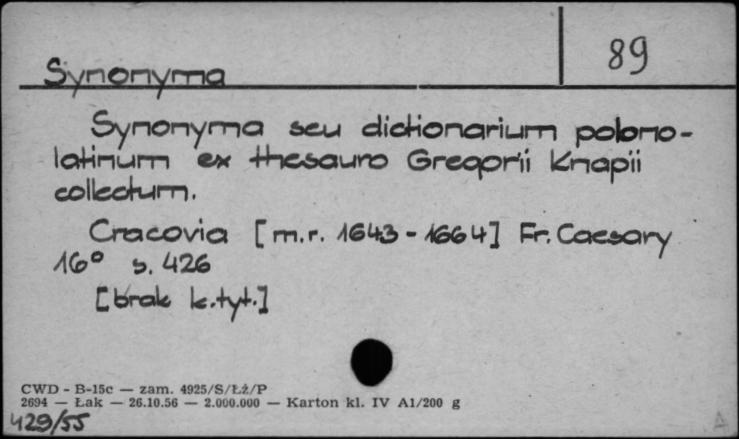 89
Synonyma
Synonyma seu dictionarium polono-
latinum ex thesauro Gregorii Knapii
collectum.
Cracovia [m.r. 1643-1664] Fr. Caesary
16° s. 426
[brak k.tyt.]
CWD - B-15c — zam. 4925/S/Łź/P
2694 — Łak — 26.10.56 — 2.000.000 — Karton kl. IV A1/200 g
429/55